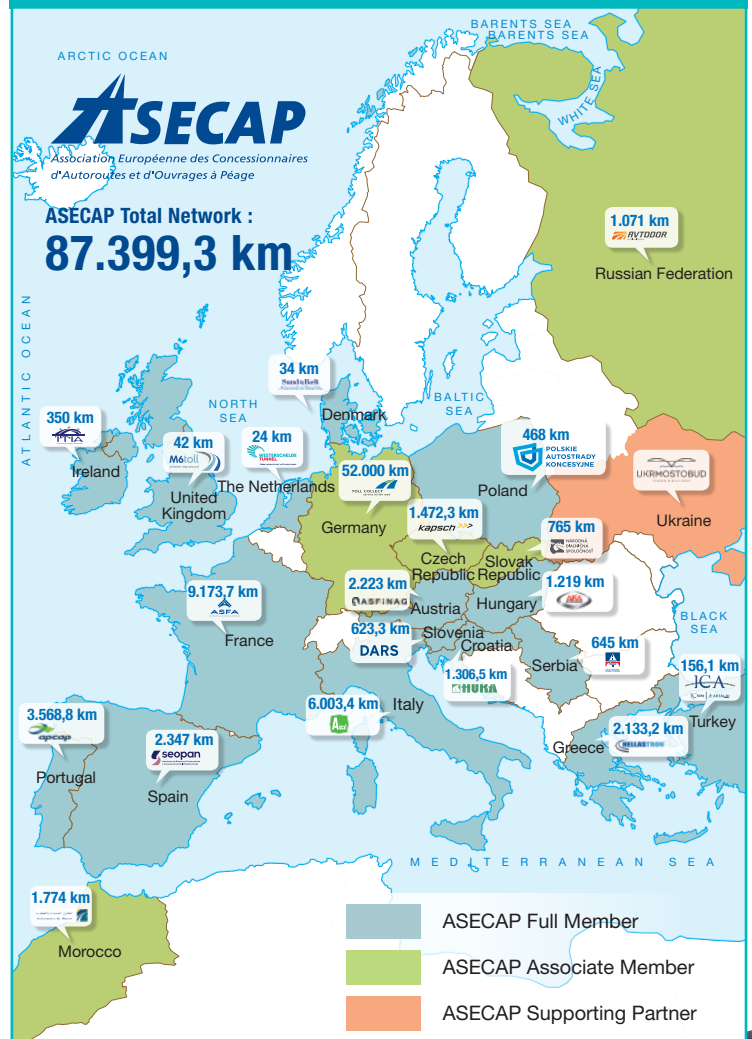 BARENTS SEA
BARENTS SEA
ARCTIC OCEAN
WHITE SEA
ASECAP
Association Européenne des Concessionnaires
d'Autoroutes et d'Ouvrages à Péage
ASECAP Total Network :
87.399,3 km
1.071 km
AVTODOR
Russian Federation
ATLANTIC OCEAN
34 km
Denmark
BALTIC
SEA
NORTH
SEA
350 km
Ireland
42 km
M6toll
United
Kingdom
24 km
WESTERSCHELDE
TUNNEL
The Netherlands
52.000 km
TOLL COLLECT
Germany
468 km
POLSKIE
AUTOSTRADY
KONCESYJNE
Poland
UKRMOSTOBUD
Ukraine
1.472,3 km
kapsch >>>
Czech
Republic
765 km
NÁRODNÁ
DIAĽNIČNÁ
SPOLOČNOSŤ
Slovak
Republic
9.173,7 km
ASFA
France
2.223 km
ASFINAG
Austria
1.219 km
Hungary
623,3 km
DARS
Slovenia
Croatia
1.306,5 km
HUKA
645 km
Serbia
BLACK
SEA
156,1 km
ICA
Turkey
6.003,4 km
Italy
2.133,2 km
HELLASTRON
Greece
3.568,8 km
apcap
Portugal
2.347 km
seopan
Spain
MEDITERRANEAN SEA
1.774 km
Morocco
ASECAP Full Member
ASECAP Associate Member
ASECAP Supporting Partner